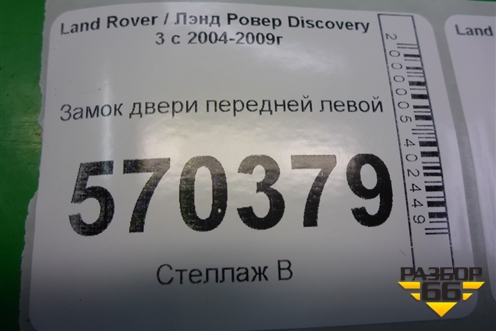 Land Rover / Лэнд Ровер Discovery
3 с 2004-2009г
Замок двери передней левой
570379
Стеллаж В
2000005402449
Land
РАЗБОР
66